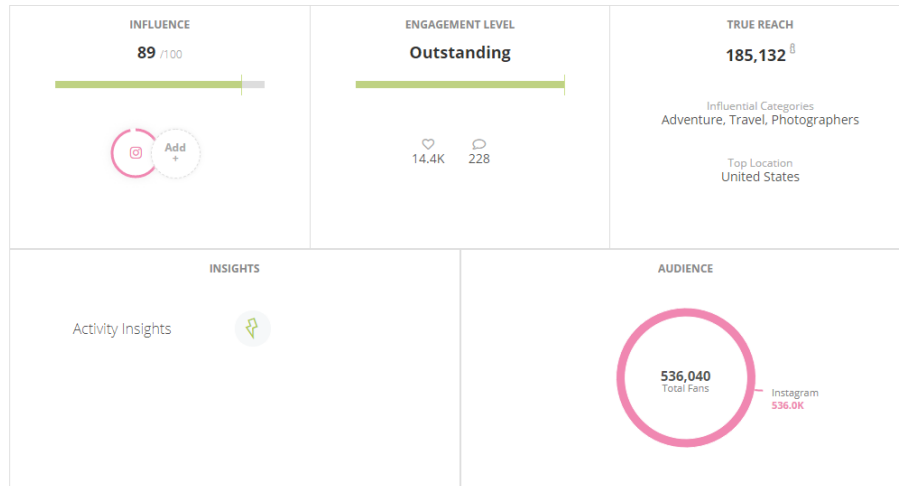 INFLUENCE
89 /100
Add
+
ENGAGEMENT LEVEL
Outstanding
14.4K 228
TRUE REACH
185,132
Influential Categories
Adventure, Travel, Photographers
Top Location
United States
INSIGHTS
Activity Insights
AUDIENCE
536,040
Total Fans
Instagram
536.0K